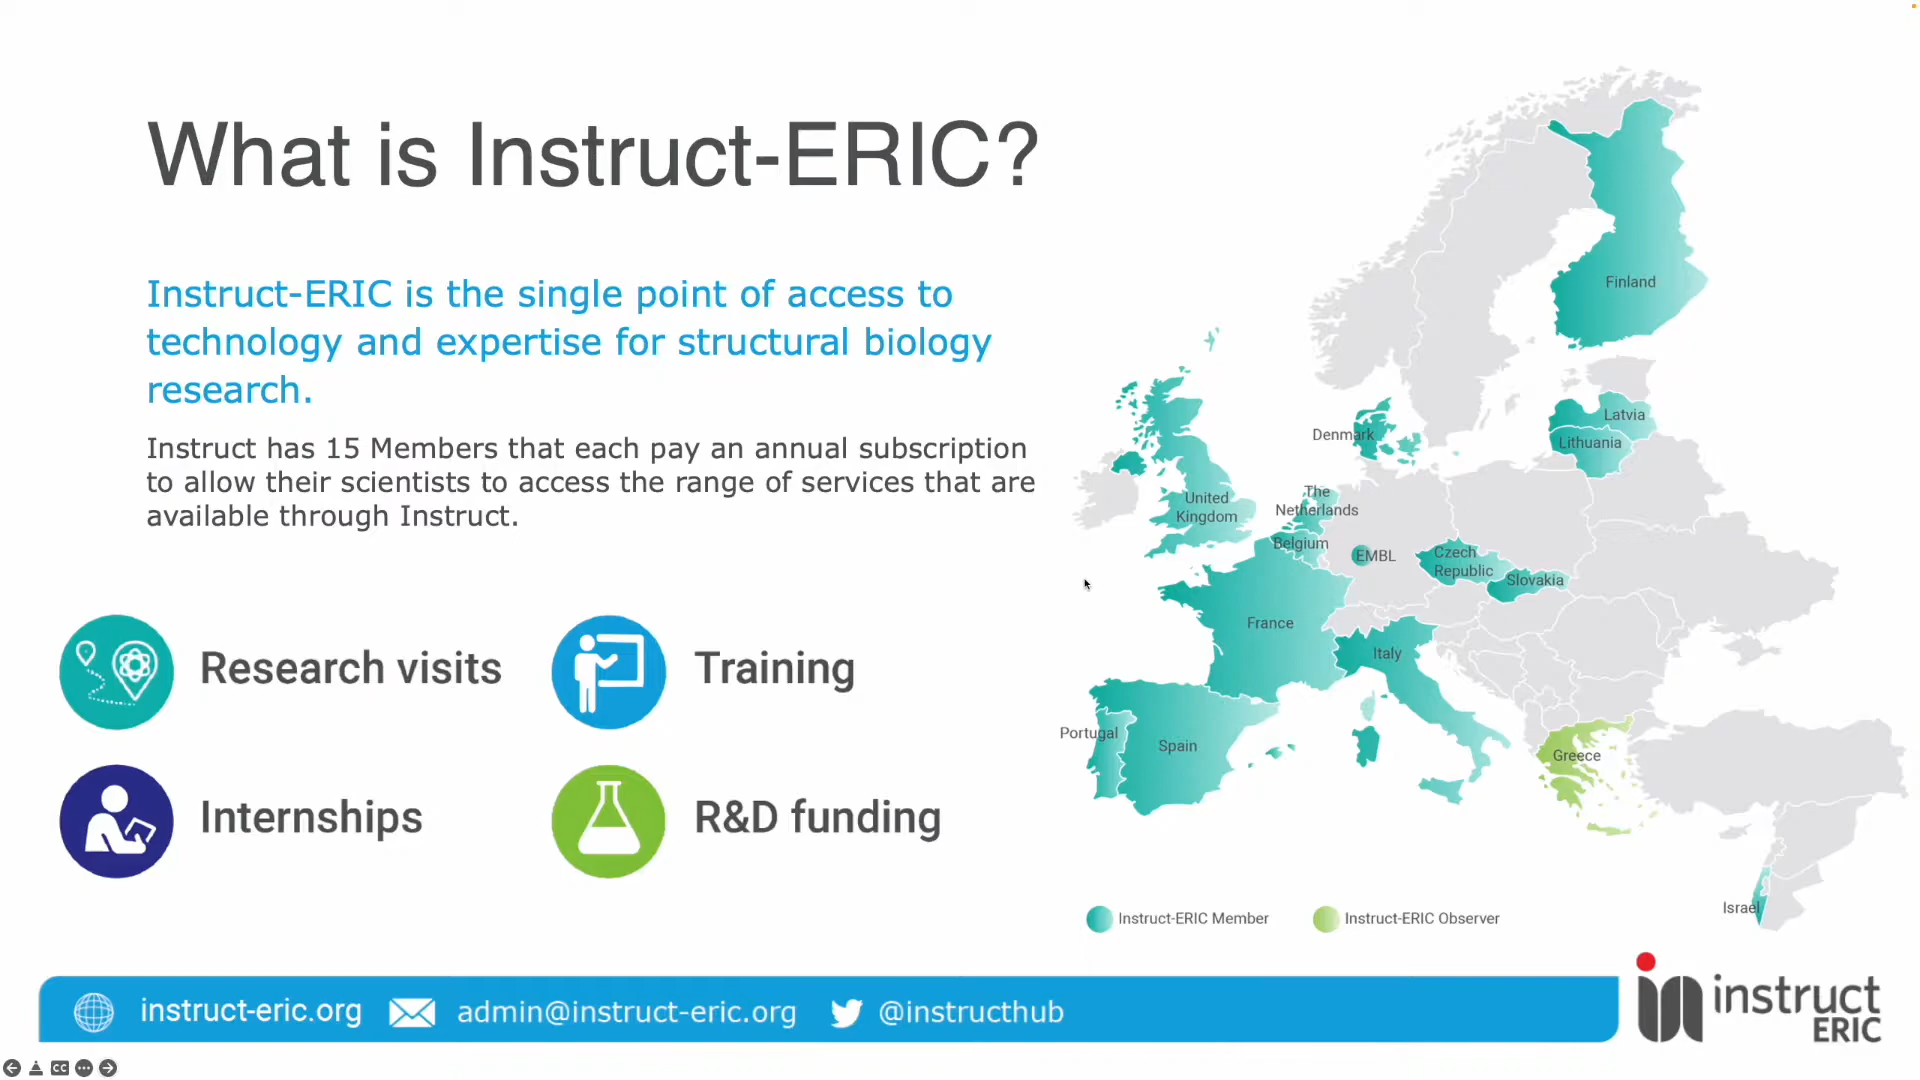 What is Instruct-ERIC?
Instruct-ERIC is the single point of access to
technology and expertise for structural biology
research.
Instruct has 15 Members that each pay an annual subscription
to allow their scientists to access the range of services that are
available through Instruct.
Research visits
Training
Internships
R&D funding
Finland
Latvia
Lithuania
Denmark
The
Netherlands
United
Kingdom
Belgium
EMBL
Czech
Republic
Slovakia
France
Italy
Portugal
Spain
Greece
Israel
Instruct-ERIC Member
Instruct-ERIC Observer
instruct-eric.org
admin@instruct-eric.org
@instructhub
instruct
ERIC
CC